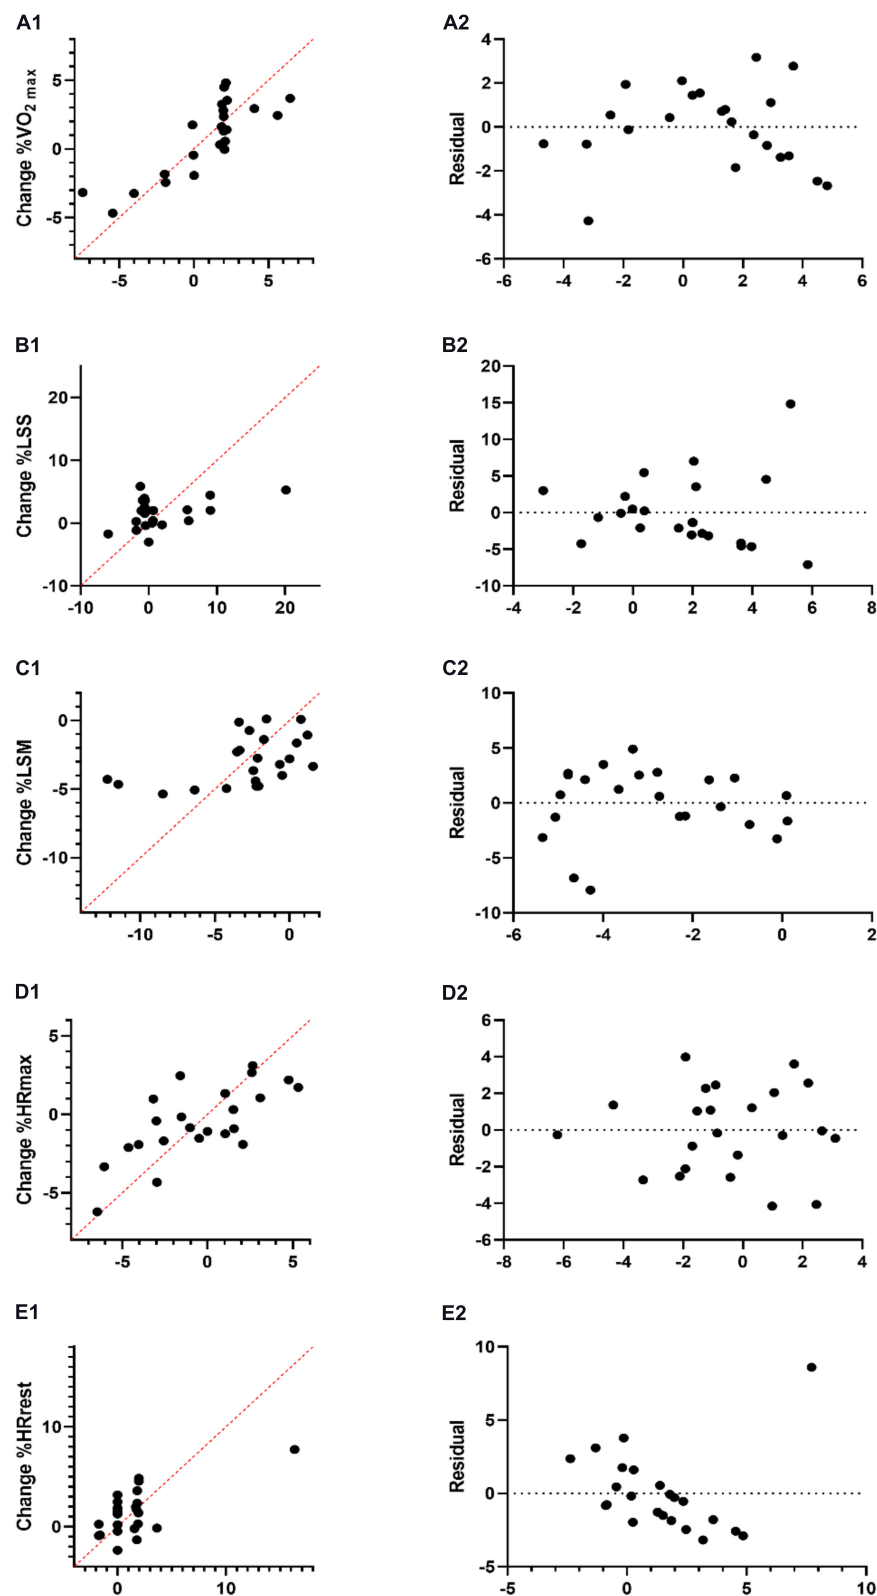 A1 A2
Change %VO2 max
5
0
-5
-5 0 5
Residual
4
2
0
-2
-4
-6
-6 -4 -2 0 2 4 6
B1 B2
Change %LSS
20
10
0
-10
-10 0 10 20
Residual
20
15
10
5
0
-5
-10
-4 -2 0 2 4 6 8
C1 C2
Change %LSM
0
-5
-10
-10 -5 0
Residual
10
5
0
-5
-10
-6 -4 -2 0 2
D1 D2
Change %HRmax
5
0
-5
-5 0 5
Residual
6
4
2
0
-2
-4
-6
-8 -6 -4 -2 0 2 4
E1 E2
Change %HRrest
10
0
0 10
Residual
10
5
0
-5
-5 0 5 10